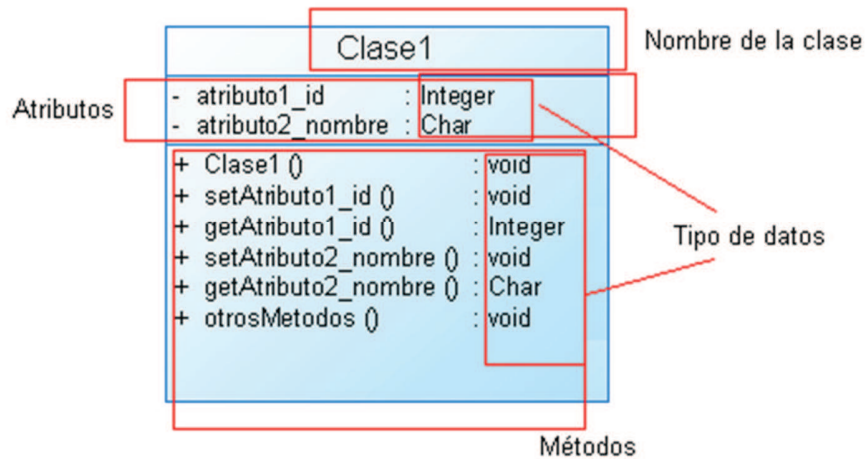 Clase1
Nombre de la clase
Atributos
- atributo1_id : Integer
- atributo2_nombre : Char
+ Clase1 () : void
+ setAtributo1_id () : void
+ getAtributo1_id () : Integer
+ setAtributo2_nombre () : void
+ getAtributo2_nombre () : Char
+ otrosMetodos () : void
Tipo de datos
Métodos